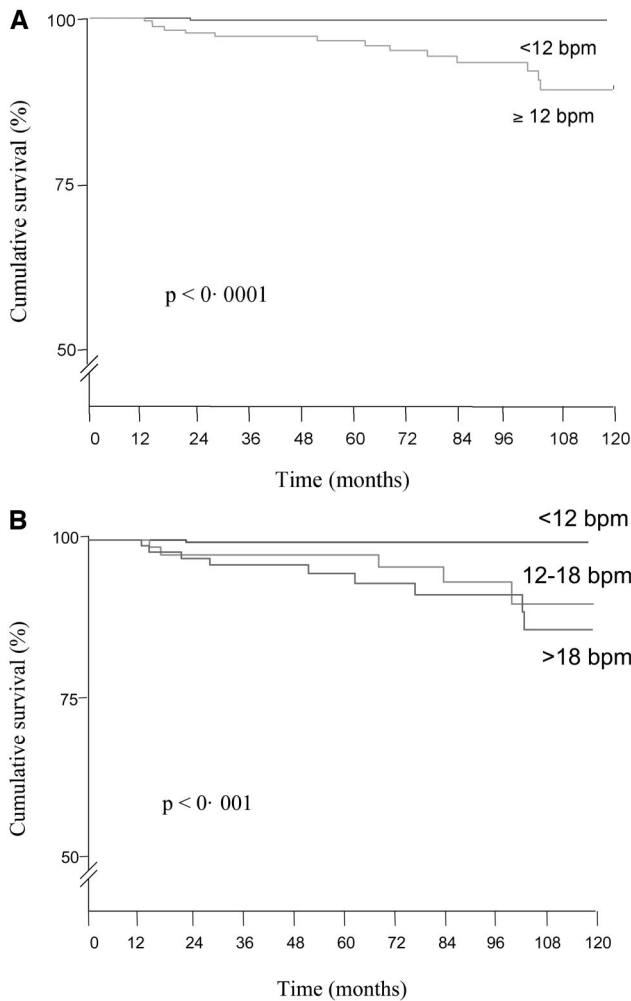 A
100
<12 bpm
≥ 12 bpm
75
Cumulative survival (%)
p < 0· 0001
50
0 12 24 36 48 60 72 84 96 108 120
Time (months)
B
100
<12 bpm
12-18 bpm
>18 bpm
75
Cumulative survival (%)
p < 0· 001
50
0 12 24 36 48 60 72 84 96 108 120
Time (months)